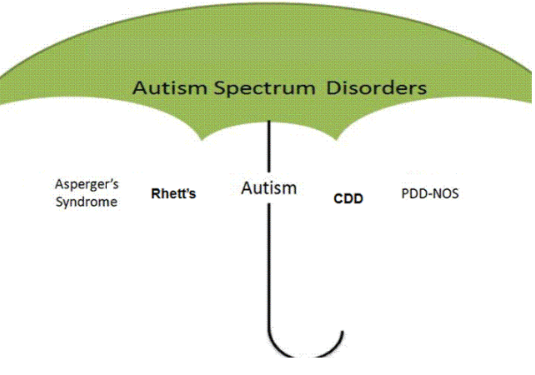 Autism Spectrum Disorders
Asperger's
Syndrome
Rhett's
Autism
CDD
PDD-NOS